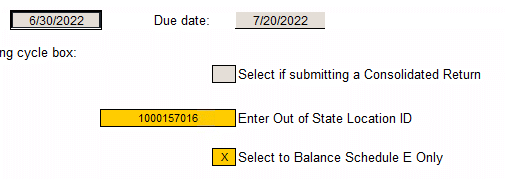 6/30/2022 Due date: 7/20/2022
ng cycle box:
Select if submitting a Consolidated Return
1000157016 Enter Out of State Location ID
X Select to Balance Schedule E Only